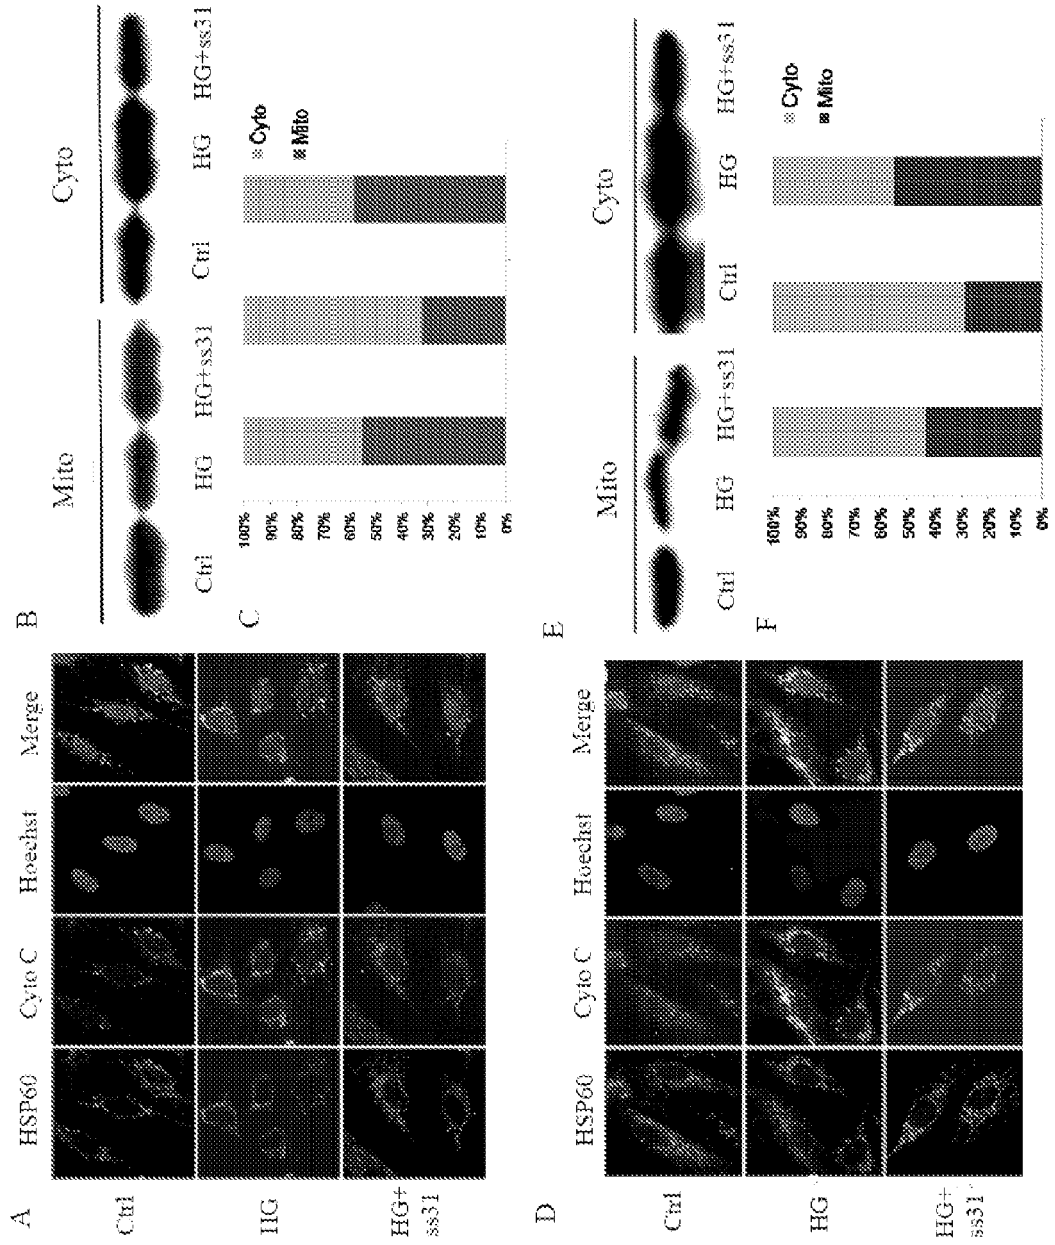 A
HSP60 Cyto C Hoechst Merge
Ctrl
HG
HG+
ss31
B
Mito Cyto
Ctrl HG HG+ss31 Ctrl HG HG+ss31
C
100%
90%
80%
70%
60%
50%
40%
30%
20%
10%
0%
Cyto
Mito
D
HSP60 Cyto C Hoechst Merge
Ctrl
HG
HG+
ss31
E
Mito Cyto
Ctrl HG HG+ss31 Ctrl HG HG+ss31
F
100%
90%
80%
70%
60%
50%
40%
30%
20%
10%
0%
Cyto
Mito